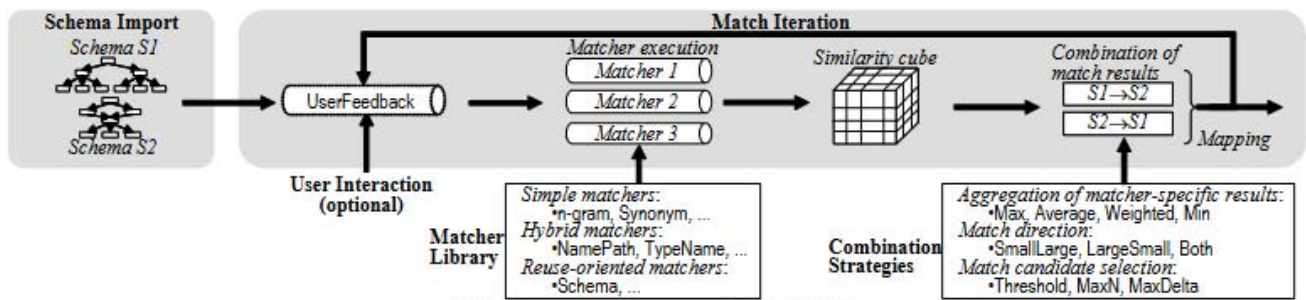 Schema Import
Schema S1
Schema S2
Match Iteration
UserFeedback
User Interaction
(optional)
Matcher execution
Matcher 1
Matcher 2
Matcher 3
Similarity cube
Combination of
match results
S1→S2
S2→S1
Mapping
Matcher
Library
Simple matchers:
•n-gram, Synonym, ...
Hybrid matchers:
•NamePath, TypeName, ...
Reuse-oriented matchers:
•Schema, ...
Combination
Strategies
Aggregation of matcher-specific results:
•Max, Average, Weighted, Min
Match direction:
•SmallLarge, LargeSmall, Both
Match candidate selection:
•Threshold, MaxN, MaxDelta